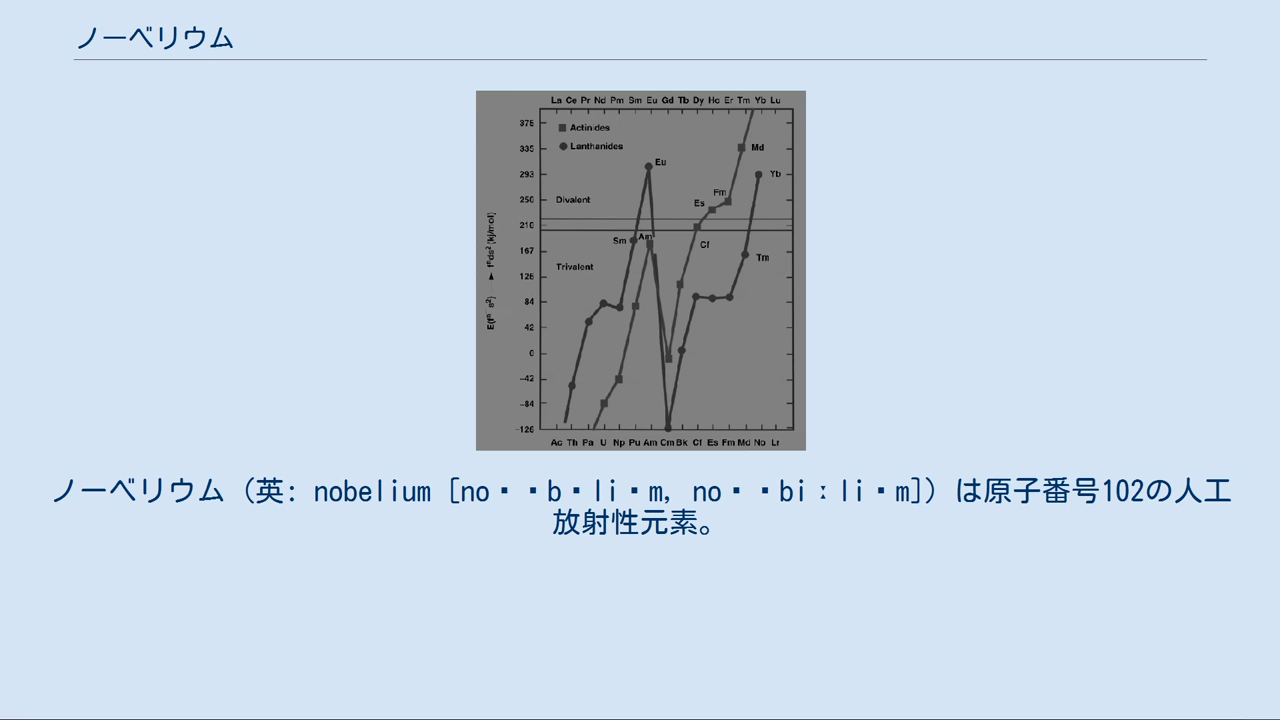 ノーベリウム
La Ce Pr Nd Pm Sm Eu Gd Tb Dy Ho Er Tm Yb Lu
375
Actinides
335
Md
Lanthanides
Eu
293
Yb
Fm
250
Divalent
Es
210
Sm
Am
Cf
167
Tm
Trivalent
126
84
42
0
-42
-84
-126
Ac Th Pa U Np Pu Am Cm Bk Cf Es Fm Md No Lr
ノーベリウム（英: nobelium [no··b·li·m, no··biːli·m]）は原子番号102の人工
放射性元素。